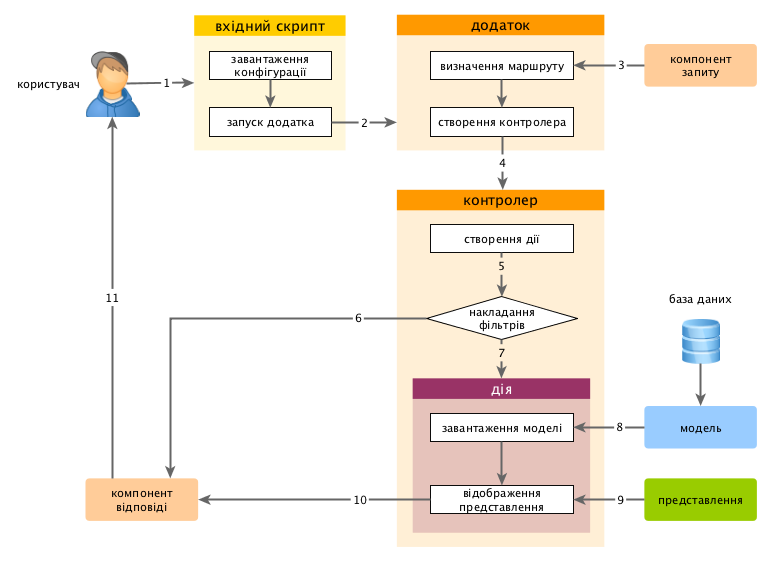 вхідний скрипт
додаток
завантаження
конфігурації
визначення маршруту
3
компонент
запиту
користувач
1
запуск додатка
2
створення контролера
4
контролер
створення дії
5
11
6
накладання
фільтрів
база даних
7
дія
завантаження моделі
8
модель
компонент
відповіді
10
відображення
представлення
9
представлення